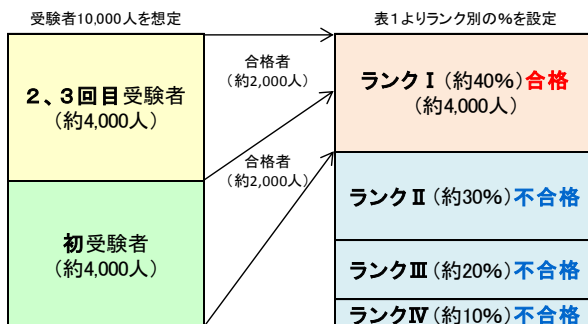 受験者10,000人を想定
表1よりランク別の%を設定
2、3回目受験者
(約4,000人)
合格者
(約2,000人)
ランクⅠ(約40%)合格
(約4,000人)
合格者
(約2,000人)
ランクⅡ(約30%)不合格
初受験者
(約4,000人)
ランクⅢ(約20%)不合格
ランクⅣ(約10%)不合格